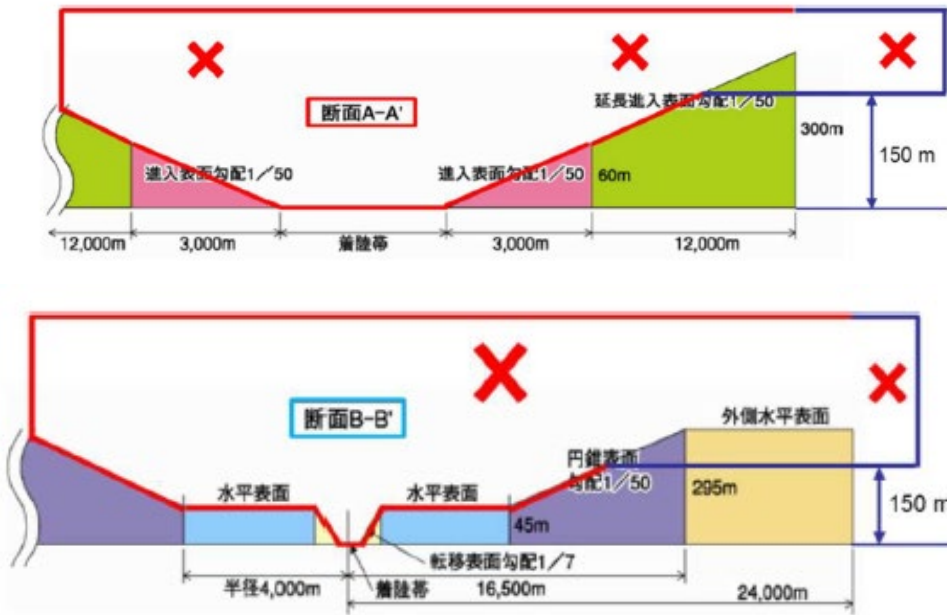 断面A-A'
延長進入表面勾配1/50
300m
150 m
進入表面勾配1/50
進入表面勾配1/50
60m
12,000m
3,000m
着陸帯
3,000m
12,000m
断面B-B'
外側水平表面
円錐表面
勾配1/50
水平表面
水平表面
295m
45m
150 m
転移表面勾配1/7
半径4,000m
着陸帯
16,500m
24,000m